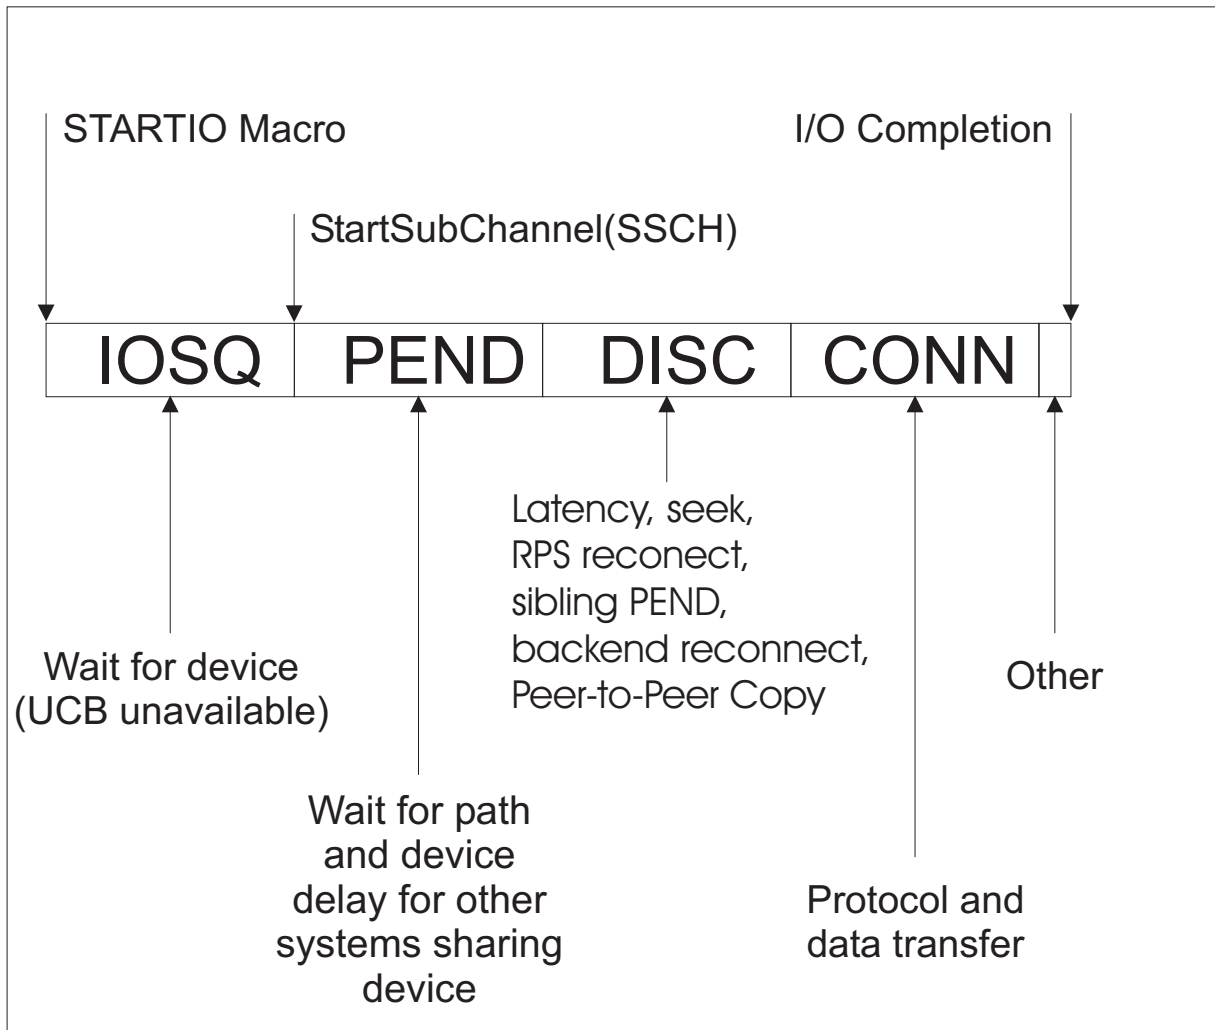 STARTIO Macro
I/O Completion
StartSubChannel(SSCH)
IOSQ
PEND
DISC
CONN
Latency, seek,
RPS reconect,
sibling PEND,
backend reconnect,
Peer-to-Peer Copy
Wait for device
(UCB unavailable)
Other
Wait for path
and device
delay for other
systems sharing
device
Protocol and
data transfer